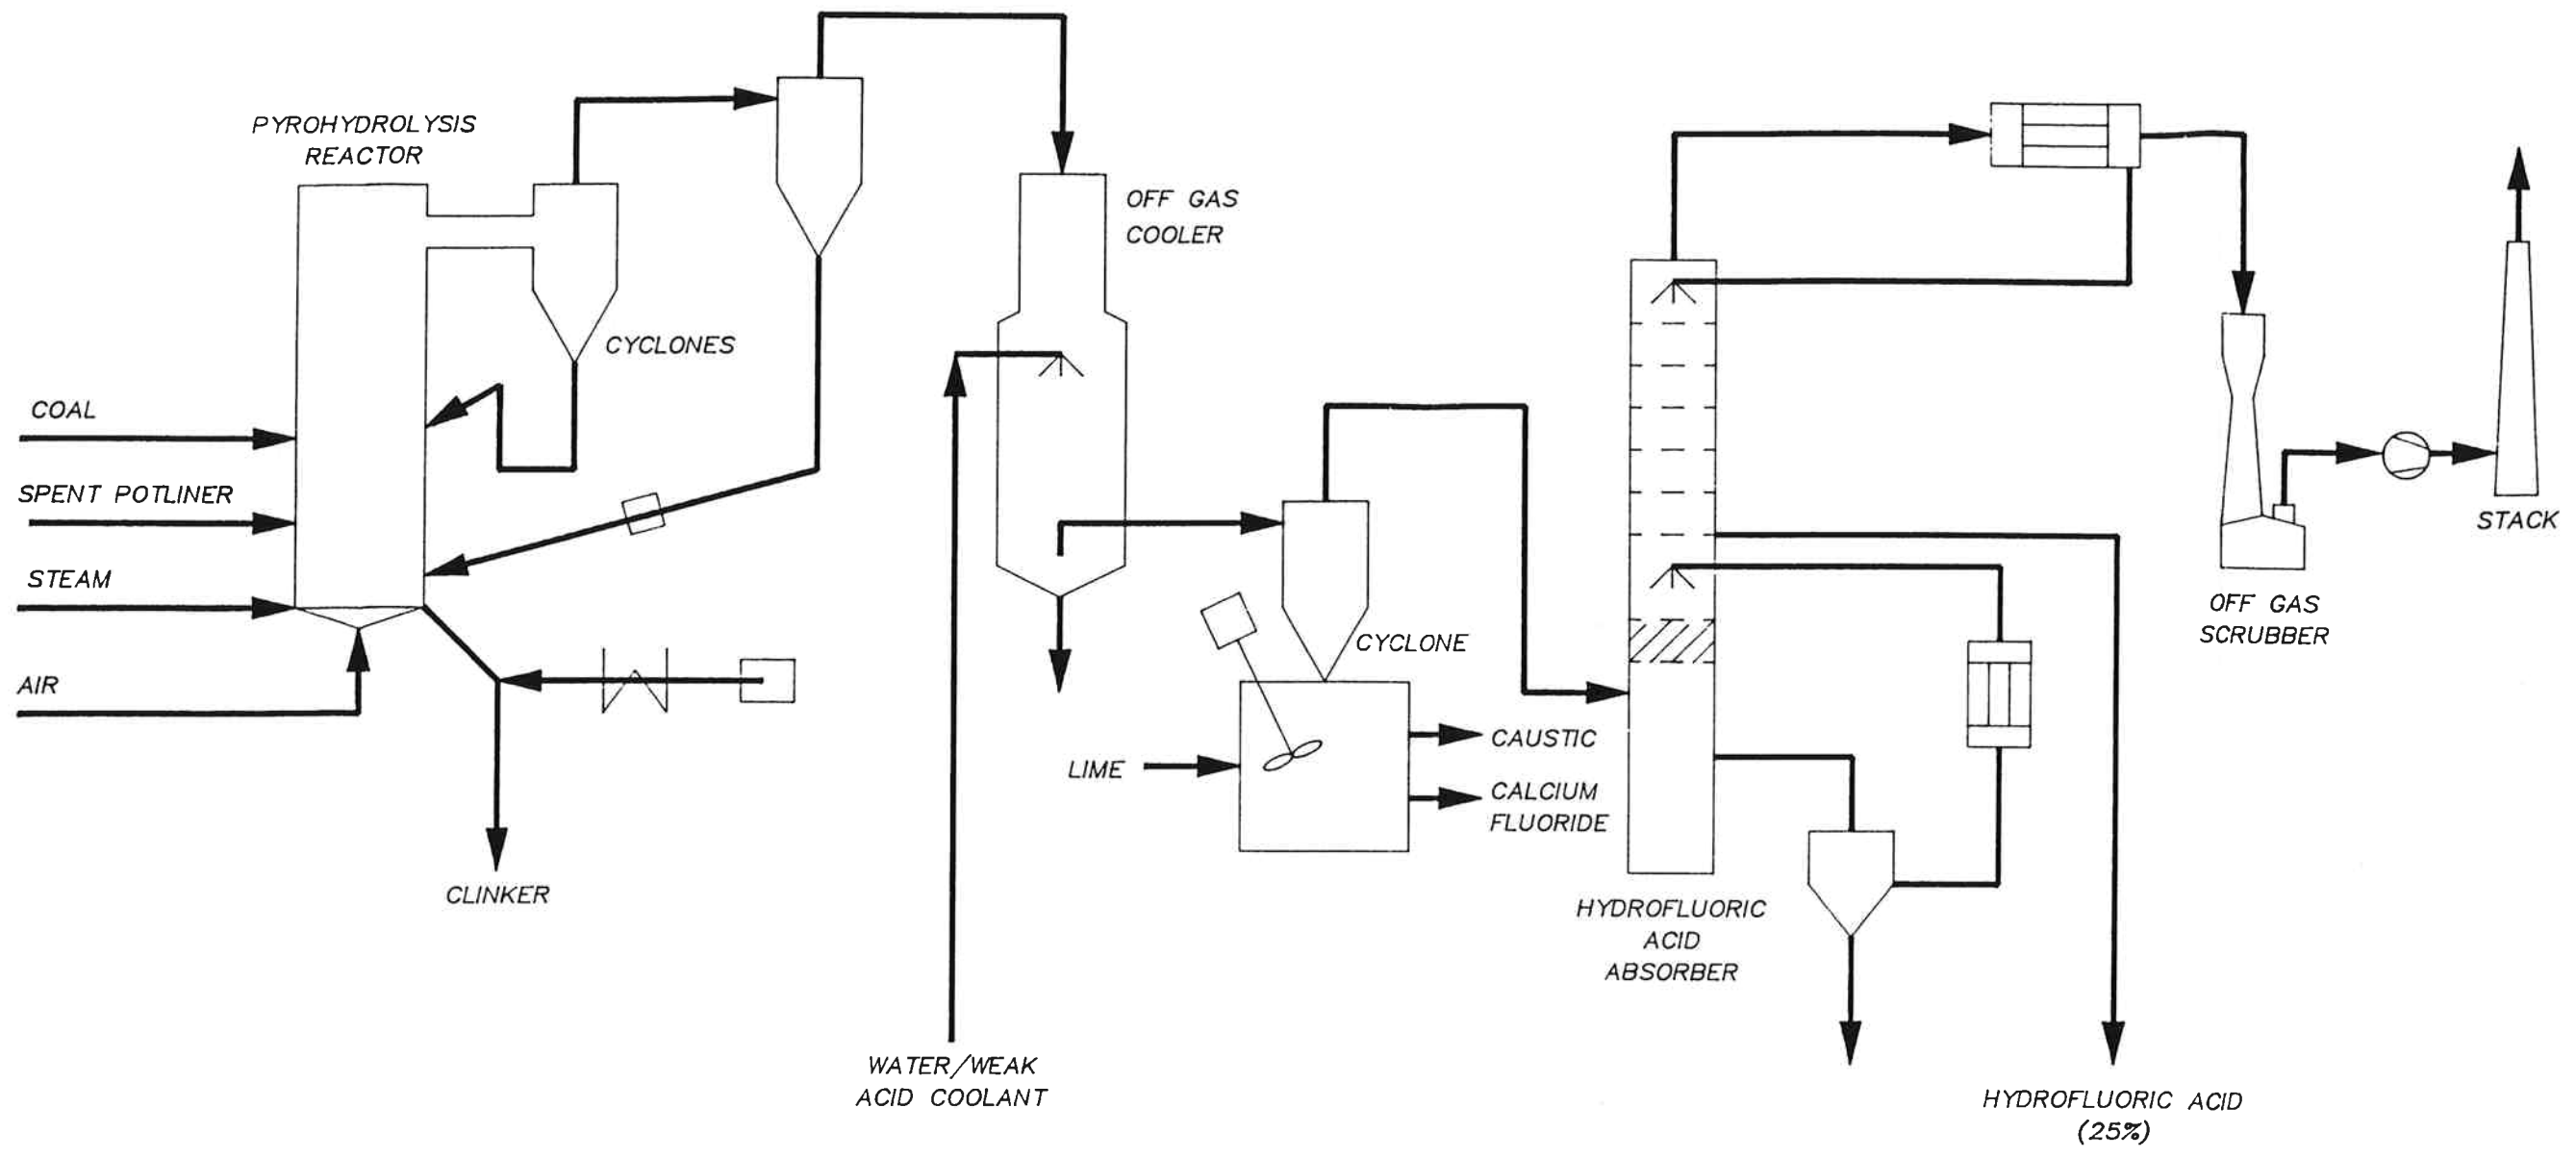 PYROHYDROLYSIS
REACTOR
CYCLONES
COAL
SPENT POTLINER
STEAM
AIR
CLINKER
OFF GAS
COOLER
WATER/WEAK
ACID COOLANT
CYCLONE
LIME
CAUSTIC
CALCIUM
FLUORIDE
HYDROFLUORIC
ACID
ABSORBER
HYDROFLUORIC ACID
(25%)
OFF GAS
SCRUBBER
STACK